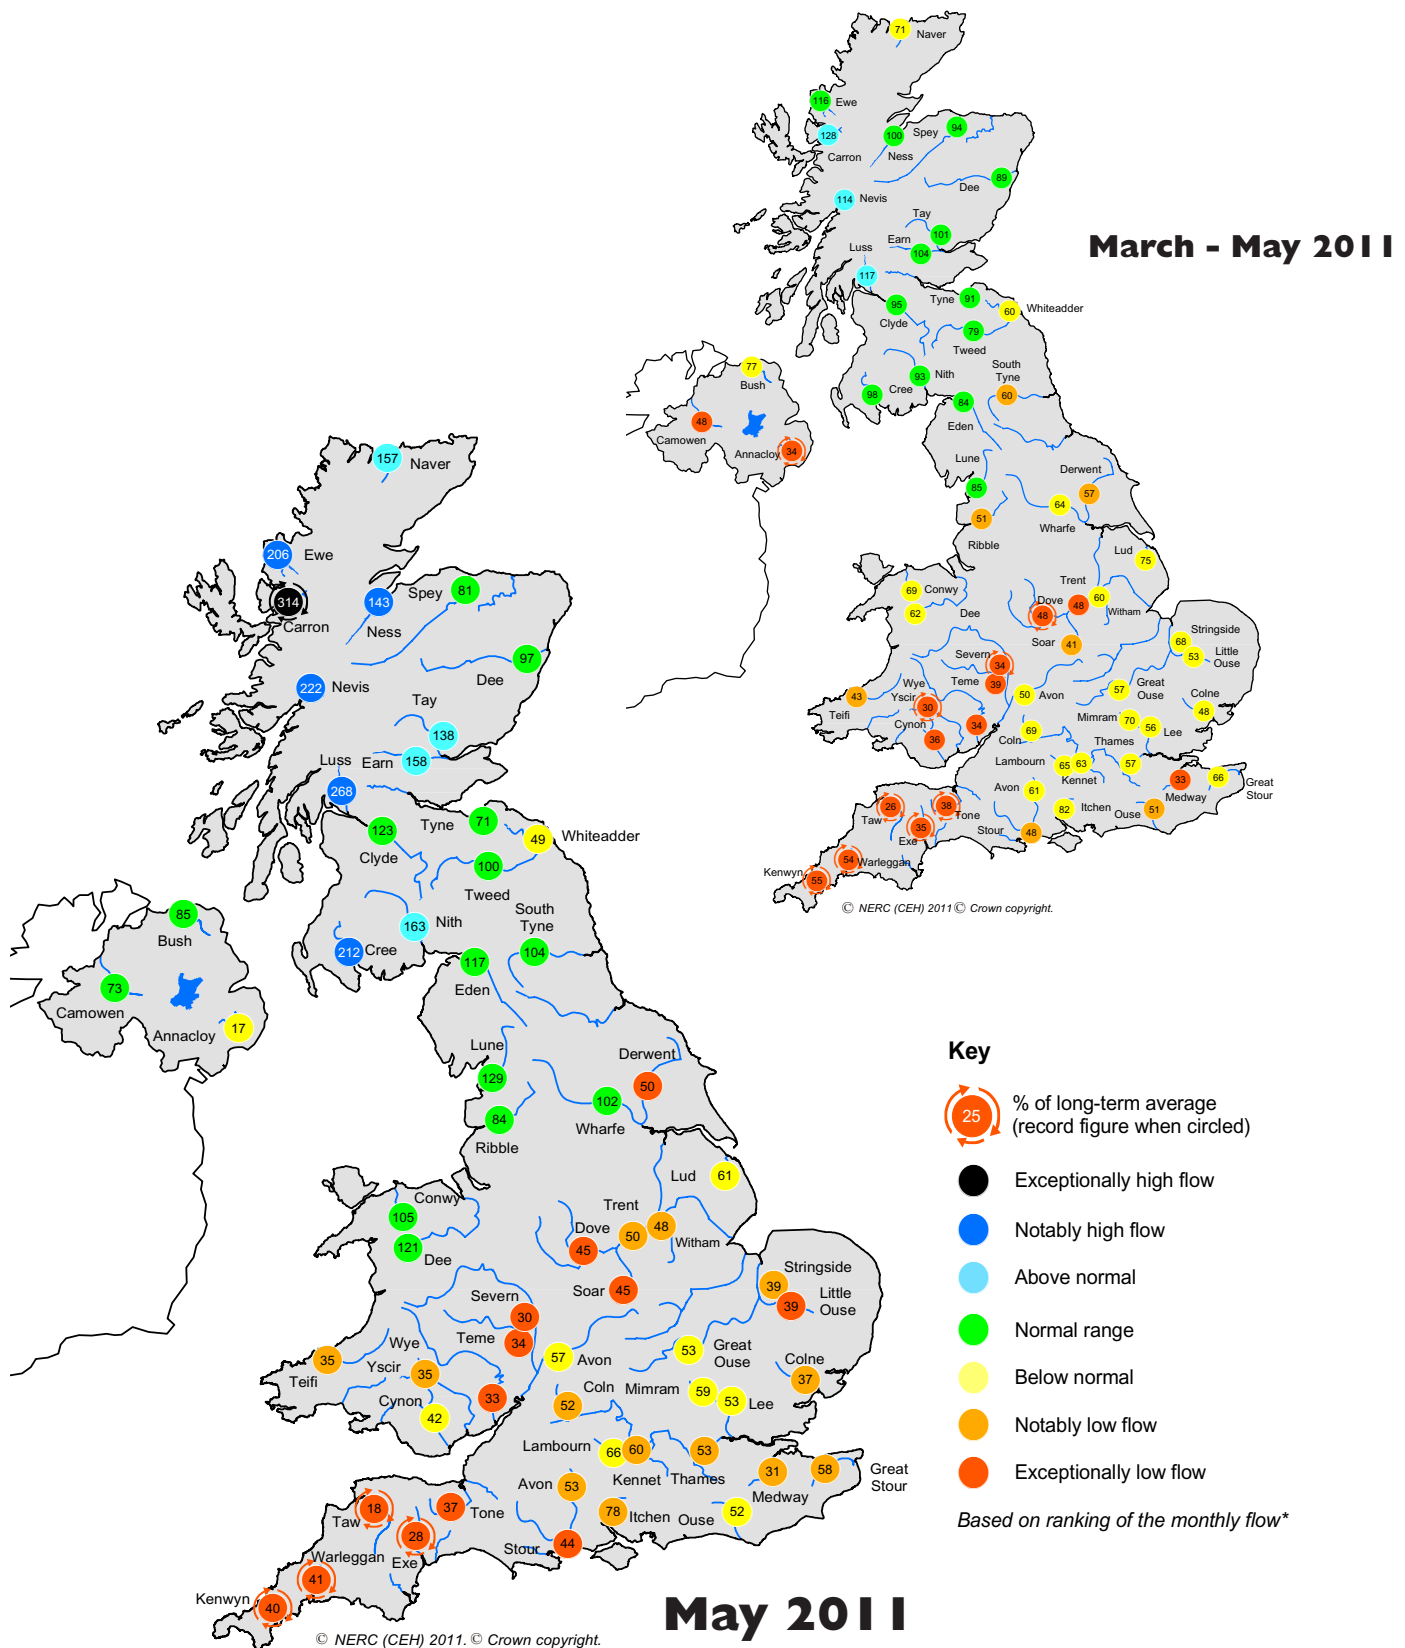 71
Naver
116
Ewe
128
Carron
100
Ness
Spey
94
Dee
89
114
Nevis
Tay
101
Earn
104
Luss
117
March - May 2011
95
Clyde
Tyne
91
60
Whiteadder
79
Tweed
93
Nith
98
Cree
South
Tyne
60
84
Eden
77
Bush
48
Camowen
Annacloy
34
Lune
85
Derwent
57
64
Wharfe
51
Ribble
Lud
75
69
Conwy
62
Dee
Trent
Dove
48
48
60
Witham
Soar
41
Stringside
68
53
Little
Ouse
Severn
34
Teme
39
Wye
Yscir
30
43
Teifi
Cynon
36
34
50
Avon
57
Great
Ouse
Colne
48
Mimram
70
56
Lee
69
Coln
Thames
57
Lambourn
65
63
Kennet
33
Medway
66
Great
Stour
Avon
61
82
Itchen
Ouse
51
26
Taw
38
Tone
35
Exe
Stour
48
54
Warleggan
Kenwyn
55
© NERC (CEH) 2011 © Crown copyright.
157
Naver
206
Ewe
314
Carron
143
Ness
Spey
81
97
Dee
222
Nevis
Tay
138
Earn
158
Luss
268
123
Clyde
Tyne
71
49
Whiteadder
100
Tweed
163
Nith
212
Cree
South
Tyne
104
117
Eden
85
Bush
73
Camowen
Annacloy
17
Lune
129
Derwent
50
102
Wharfe
84
Ribble
Lud
61
Conwy
105
121
Dee
Trent
Dove
45
50
48
Witham
Soar
45
Stringside
39
39
Little
Ouse
Severn
30
Teme
34
Wye
Yscir
35
35
Teifi
Cynon
42
33
57
Avon
53
Great
Ouse
Colne
37
Coln
52
Mimram
59
53
Lee
Lambourn
66
60
Kennet
53
Thames
31
Medway
58
Great
Stour
Avon
53
78
Itchen
Ouse
52
18
Taw
37
Tone
28
Exe
Stour
44
Warleggan
41
Kenwyn
40
© NERC (CEH) 2011. © Crown copyright.
May 2011
Key
25
% of long-term average
(record figure when circled)
Exceptionally high flow
Notably high flow
Above normal
Normal range
Below normal
Notably low flow
Exceptionally low flow
Based on ranking of the monthly flow*